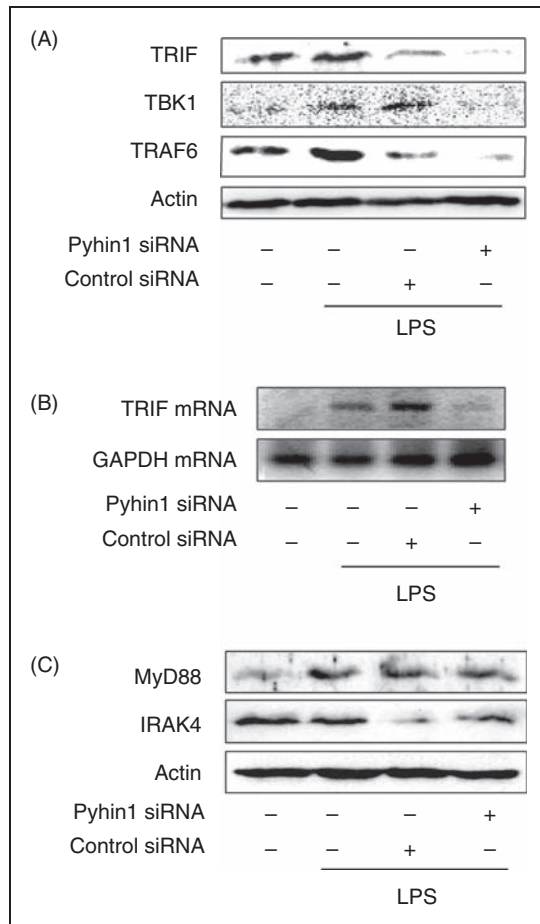 (A)
TRIF
TBK1
TRAF6
Actin
Pyhin1 siRNA – – – +
Control siRNA – – + –
LPS
(B)
TRIF mRNA
GAPDH mRNA
Pyhin1 siRNA – – – +
Control siRNA – – + –
LPS
(C)
MyD88
IRAK4
Actin
Pyhin1 siRNA – – – +
Control siRNA – – + –
LPS